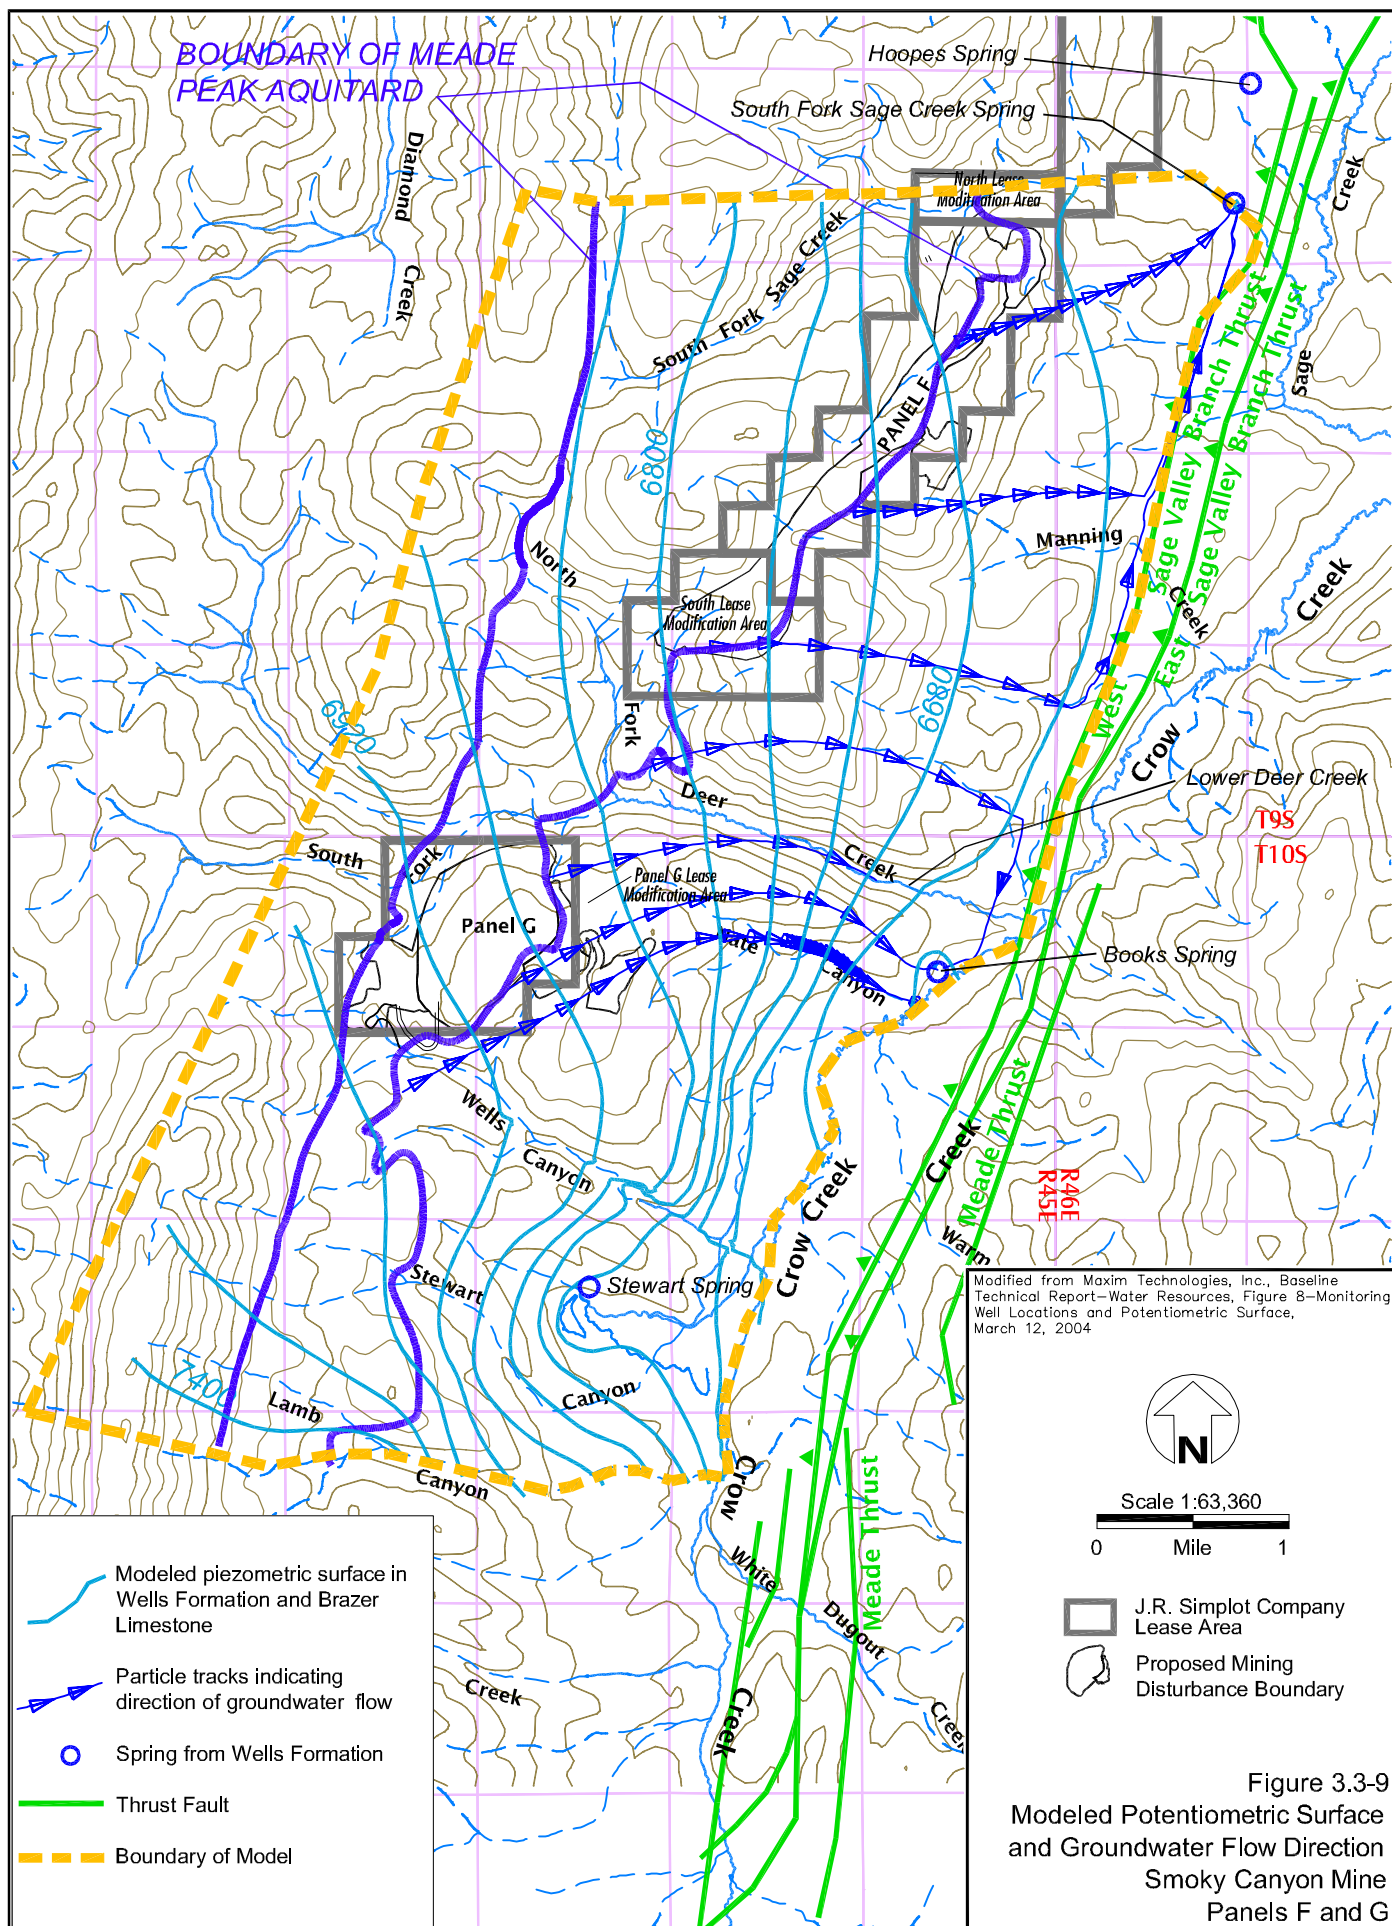 BOUNDARY OF MEADE
PEAK AQUITARD
Hoopes Spring
South Fork Sage Creek Spring
Diamond
Creek
North Lease
Modification Area
Creek
Sage
South Fork Sage Creek
6800
PANEL F
Sage Valley Branch Thrust
Sage Valley Branch Thrust
West
East
North
Fork
Manning
Creek
South Lease
Modification Area
Crow
Creek
6680
6920
Lower Deer Creek
Deer
Creek
T9S
T10S
South
Fork
Panel G Lease
Modification Area
Panel G
Books Spring
Canyon
Wells
Canyon
Creek
Meade Thrust
R46E
R45E
Crow Creek
Warm
Stewart
Stewart Spring
Canyon
7400
Lamb
Canyon
Crow
White
Dugout
Meade Thrust
Creek
Creek
Modified from Maxim Technologies, Inc., Baseline
Technical Report-Water Resources, Figure 8-Monitoring
Well Locations and Potentiometric Surface,
March 12, 2004
N
Scale 1:63,360
0 Mile 1
J.R. Simplot Company
Lease Area
Proposed Mining
Disturbance Boundary
Modeled piezometric surface in
Wells Formation and Brazer
Limestone
Particle tracks indicating
direction of groundwater flow
Spring from Wells Formation
Thrust Fault
Boundary of Model
Figure 3.3-9
Modeled Potentiometric Surface
and Groundwater Flow Direction
Smoky Canyon Mine
Panels F and G